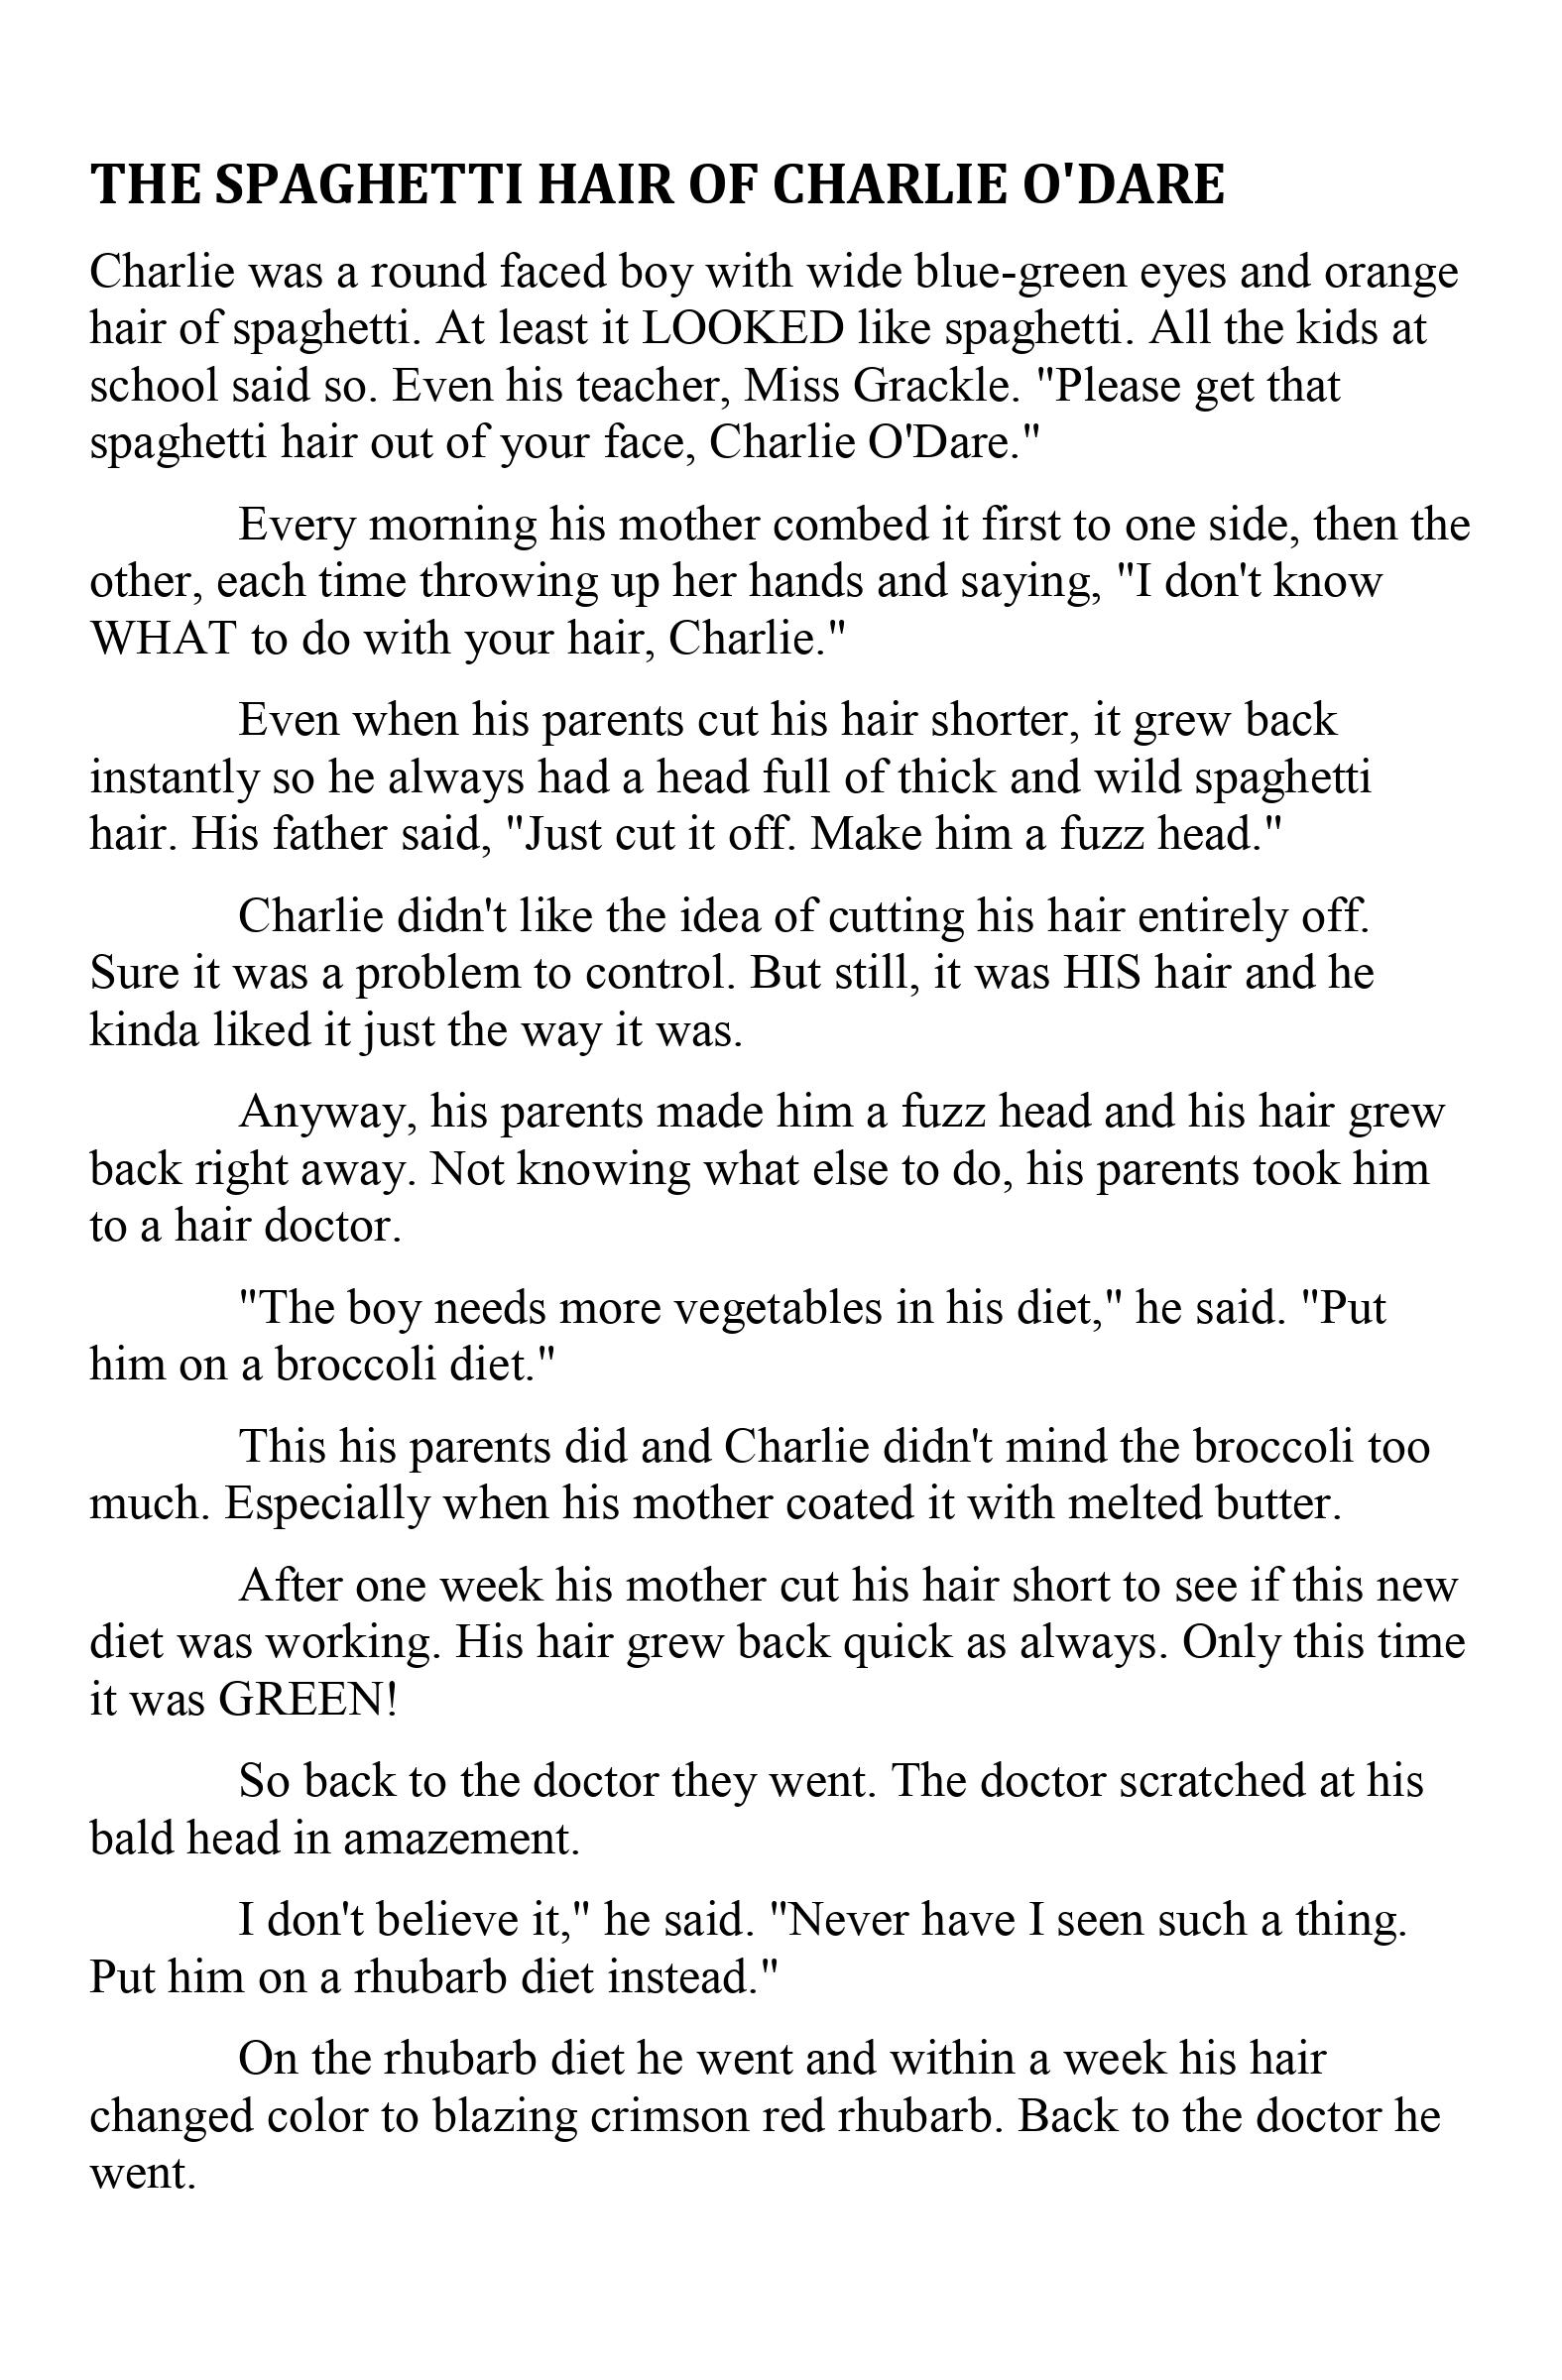 THE SPAGHETTI HAIR OF CHARLIE O'DARE
Charlie was a round faced boy with wide blue-green eyes and orange
hair of spaghetti. At least it LOOKED like spaghetti. All the kids at
school said so. Even his teacher, Miss Grackle. "Please get that
spaghetti hair out of your face, Charlie O'Dare."
Every morning his mother combed it first to one side, then the
other, each time throwing up her hands and saying, "I don't know
WHAT to do with your hair, Charlie."
Even when his parents cut his hair shorter, it grew back
instantly so he always had a head full of thick and wild spaghetti
hair. His father said, "Just cut it off. Make him a fuzz head."
Charlie didn't like the idea of cutting his hair entirely off.
Sure it was a problem to control. But still, it was HIS hair and he
kinda liked it just the way it was.
Anyway, his parents made him a fuzz head and his hair grew
back right away. Not knowing what else to do, his parents took him
to a hair doctor.
"The boy needs more vegetables in his diet," he said. "Put
him on a broccoli diet."
This his parents did and Charlie didn't mind the broccoli too
much. Especially when his mother coated it with melted butter.
After one week his mother cut his hair short to see if this new
diet was working. His hair grew back quick as always. Only this time
it was GREEN!
So back to the doctor they went. The doctor scratched at his
bald head in amazement.
I don't believe it," he said. "Never have I seen such a thing.
Put him on a rhubarb diet instead."
On the rhubarb diet he went and within a week his hair
changed color to blazing crimson red rhubarb. Back to the doctor he
went.